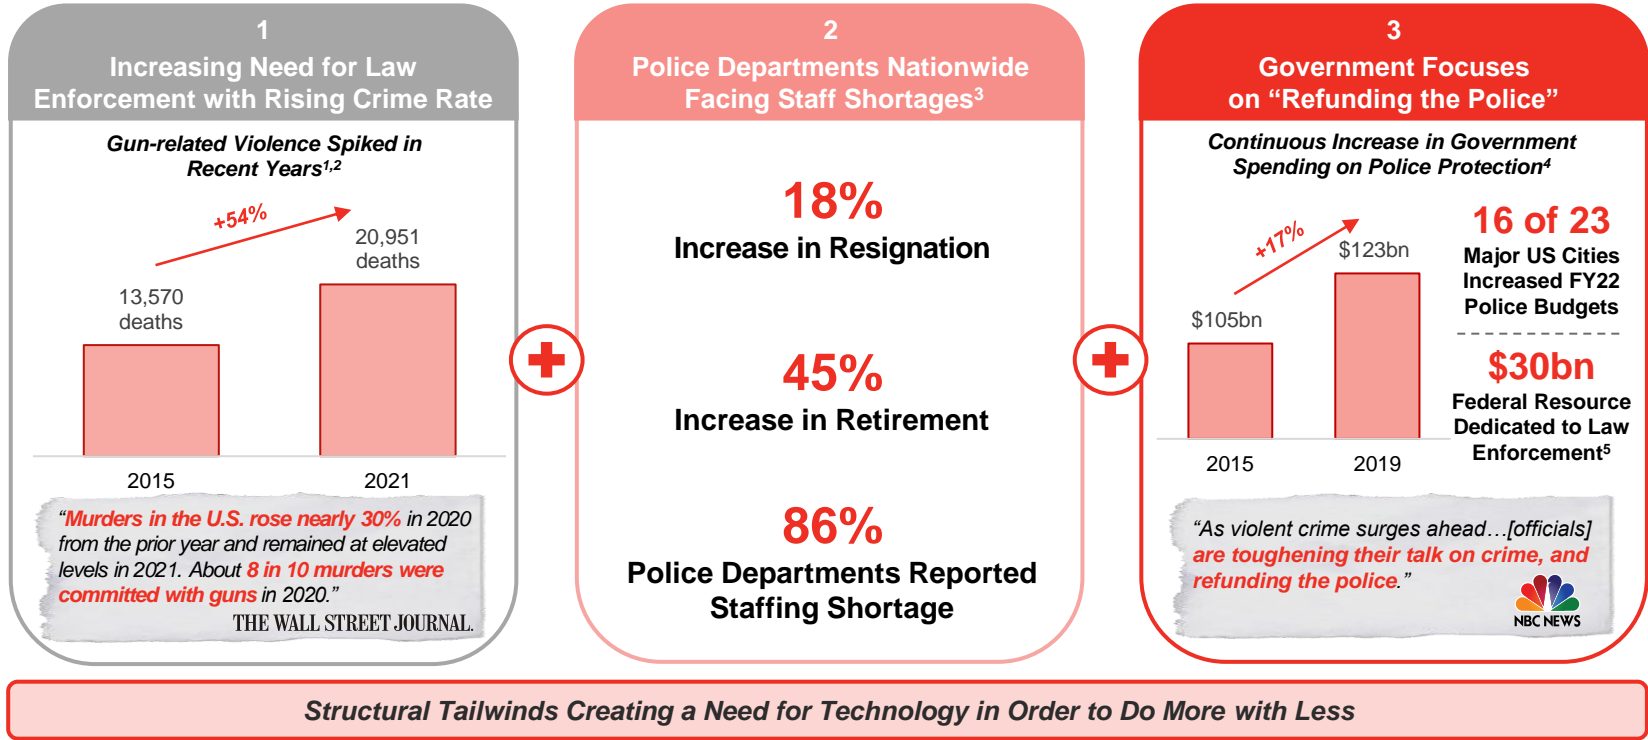 1
Increasing Need for Law
Enforcement with Rising Crime Rate
Gun-related Violence Spiked in
Recent Years1,2
+54%
20,951
deaths
13,570
deaths
2015
2021
“Murders in the U.S. rose nearly 30% in 2020
from the prior year and remained at elevated
levels in 2021. About 8 in 10 murders were
committed with guns in 2020.”
THE WALL STREET JOURNAL.
2
Police Departments Nationwide
Facing Staff Shortages3
18%
Increase in Resignation
45%
Increase in Retirement
86%
Police Departments Reported
Staffing Shortage
3
Government Focuses
on “Refunding the Police”
Continuous Increase in Government
Spending on Police Protection4
+17%
$123bn
$105bn
2015
2019
16 of 23
Major US Cities
Increased FY22
Police Budgets
$30bn
Federal Resource
Dedicated to Law
Enforcement5
“As violent crime surges ahead…[officials]
are toughening their talk on crime, and
refunding the police.”
NBC NEWS
Structural Tailwinds Creating a Need for Technology in Order to Do More with Less